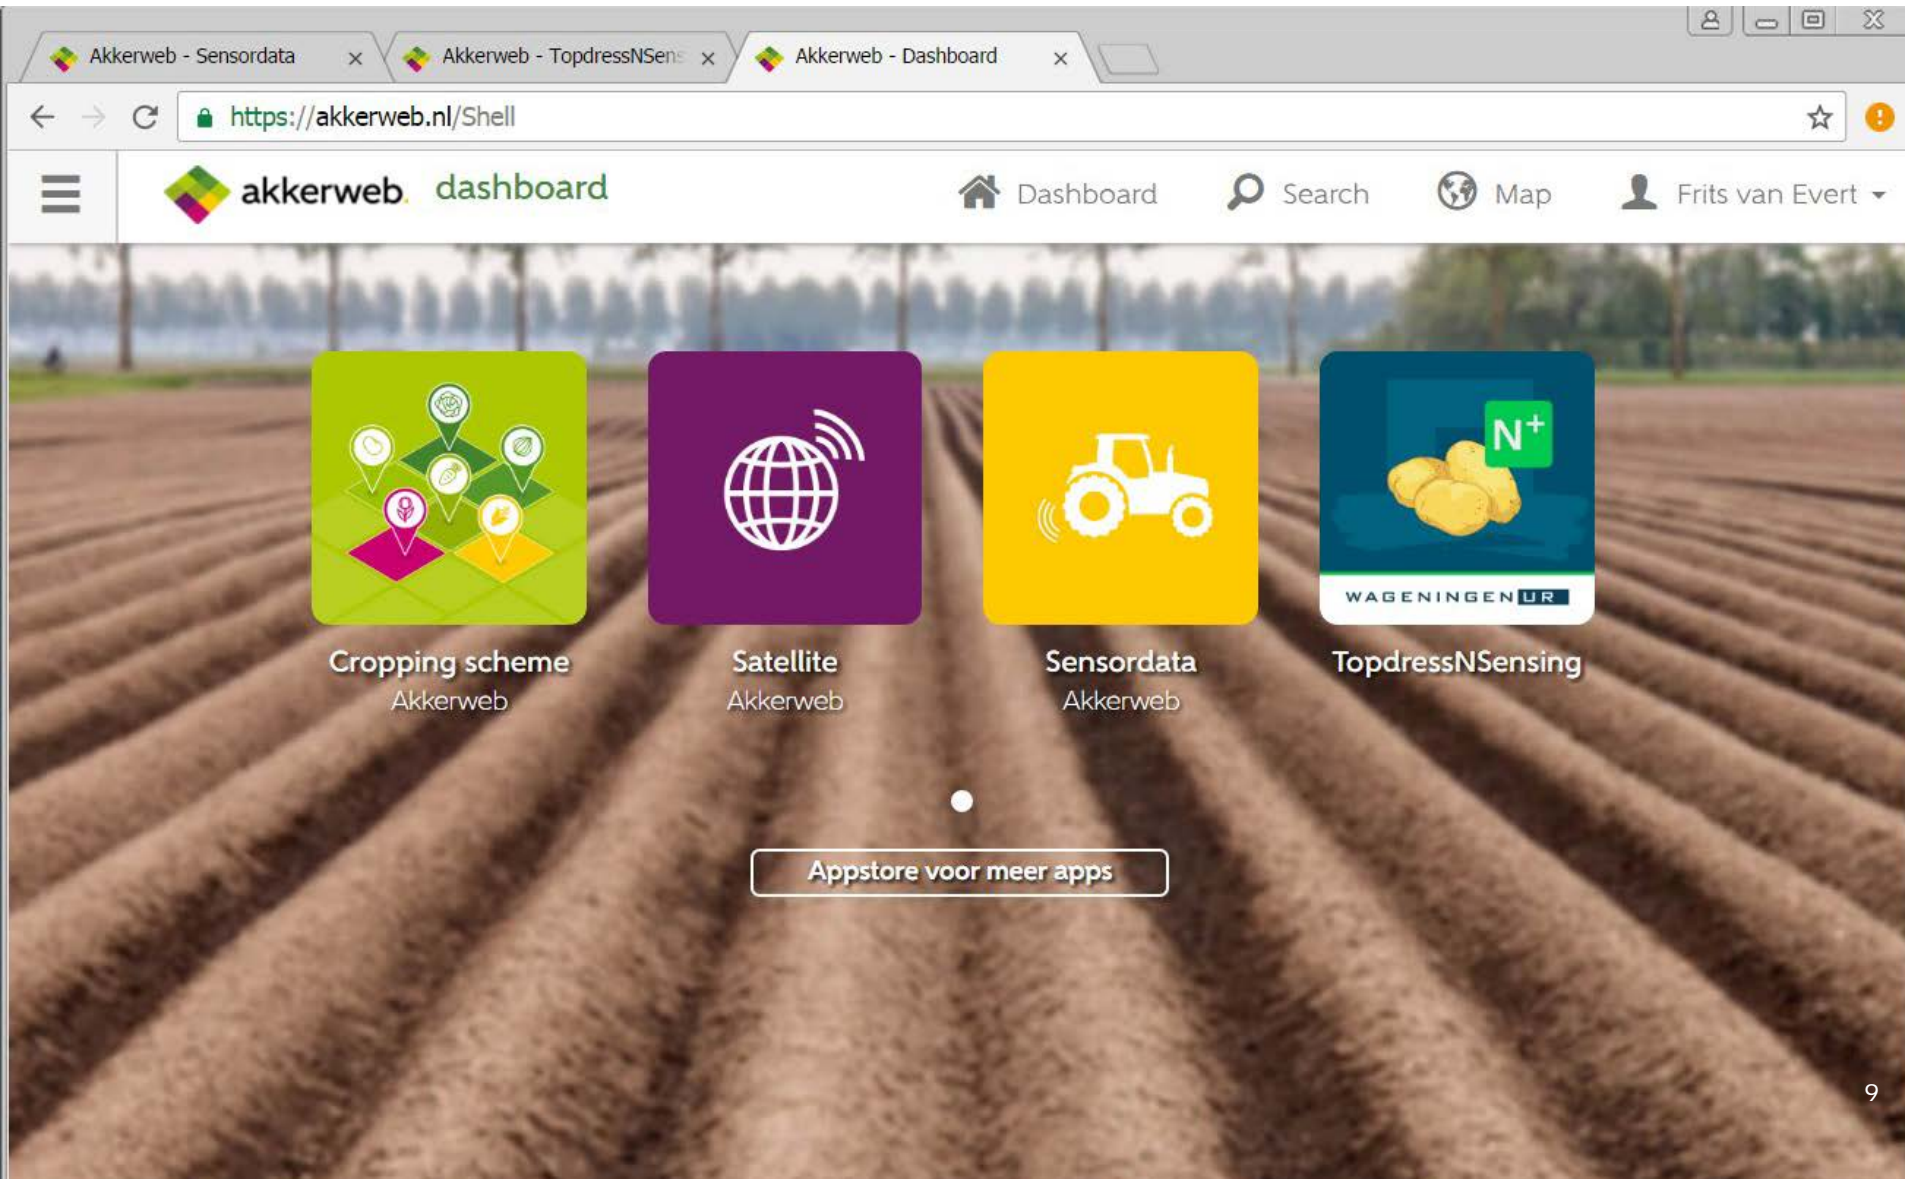 Akkerweb - Sensordata
Akkerweb - TopdressNSens
Akkerweb - Dashboard
https://akkerweb.nl/Shell
akkerweb. dashboard
Dashboard
Search
Map
Frits van Evert
N+
WAGENINGEN UR
Cropping scheme
Akkerweb
Satellite
Akkerweb
Sensordata
Akkerweb
TopdressNSensing
Appstore voor meer apps
9